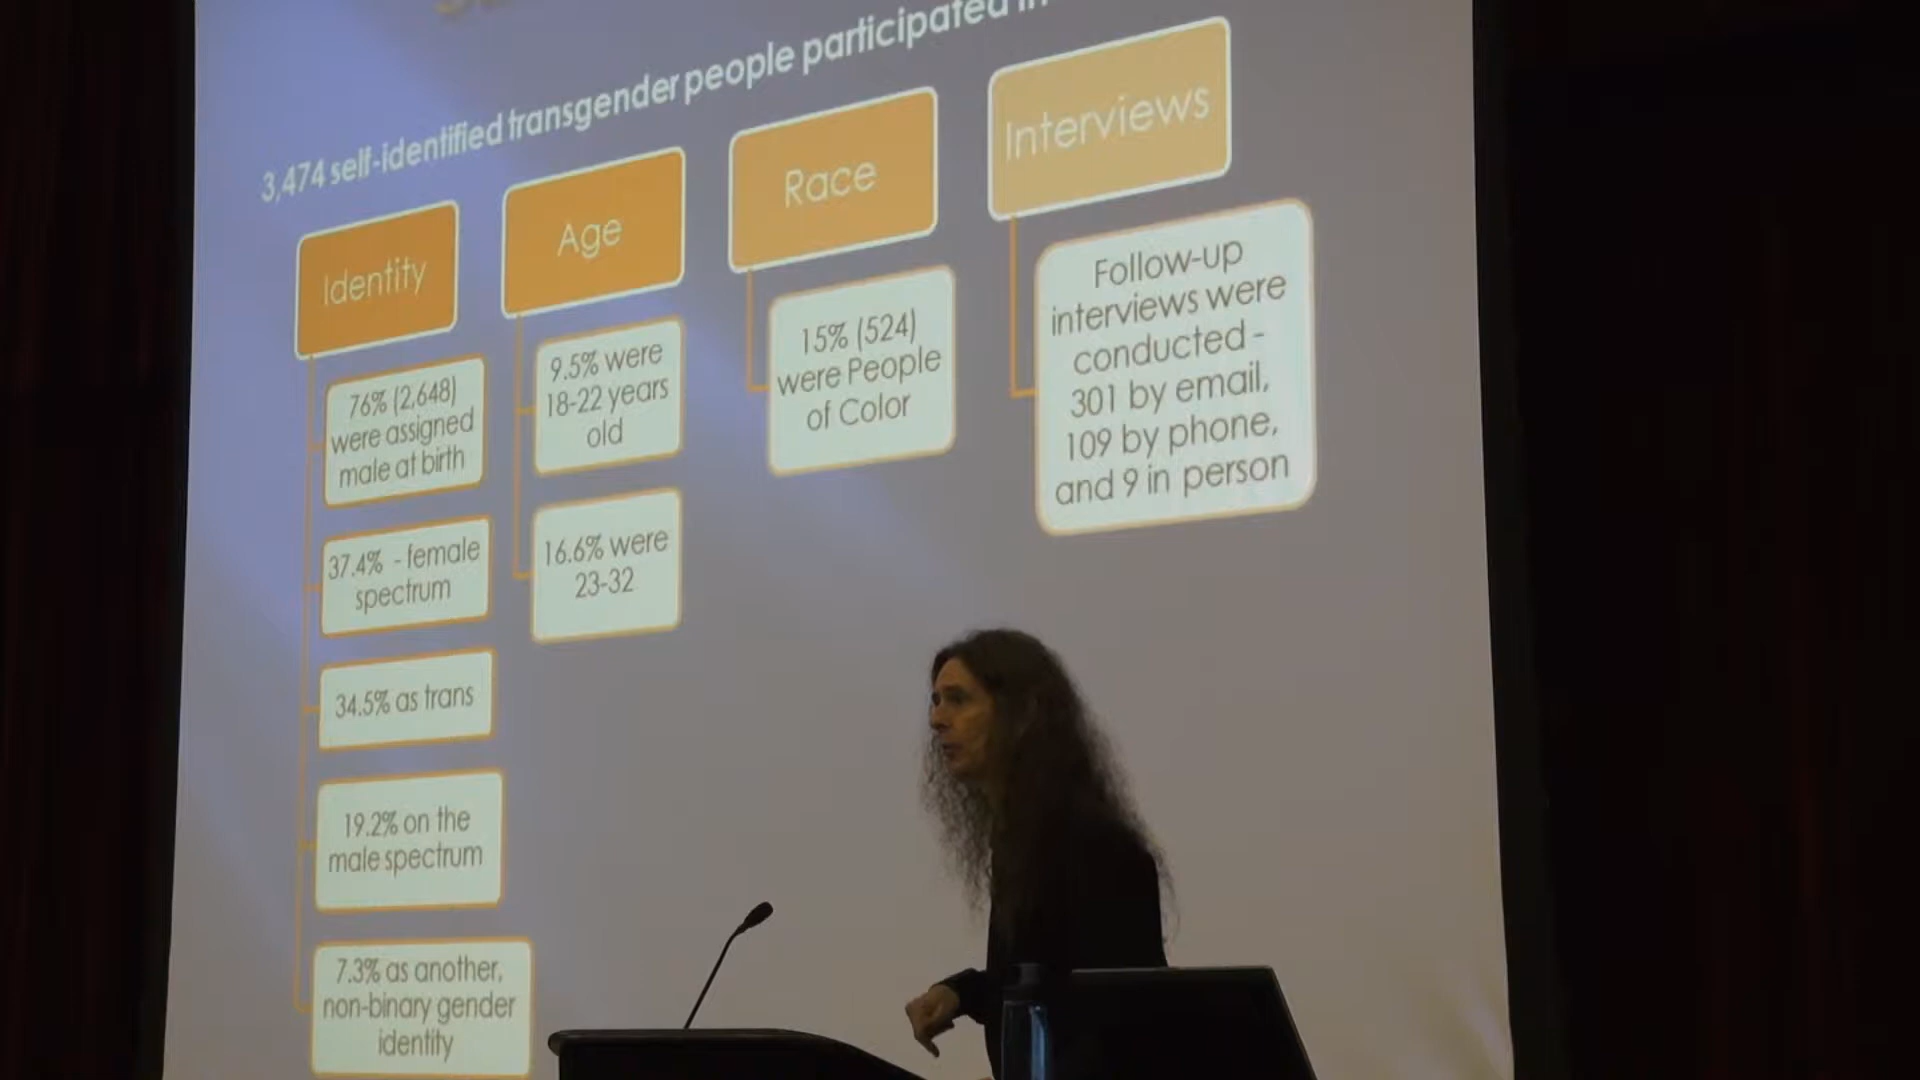 3,474 self-identified transgender people participated in
Identity
76% (2,648)
were assigned
male at birth
37.4% - female
spectrum
34.5% as trans
19.2% on the
male spectrum
7.3% as another,
non-binary gender
identity
Age
9.5% were
18-22 years
old
16.6% were
23-32
Race
15% (524)
were People
of Color
Interviews
Follow-up
interviews were
conducted -
301 by email,
109 by phone,
and 9 in person